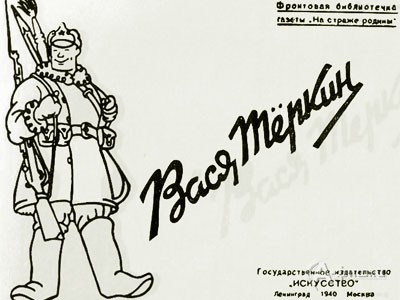 Фронтовая библиотечка
газеты „На страже родины"
Вася Тёркин
Государственное издательство
„ИСКУССТВО"
Ленинград 1940 Москва